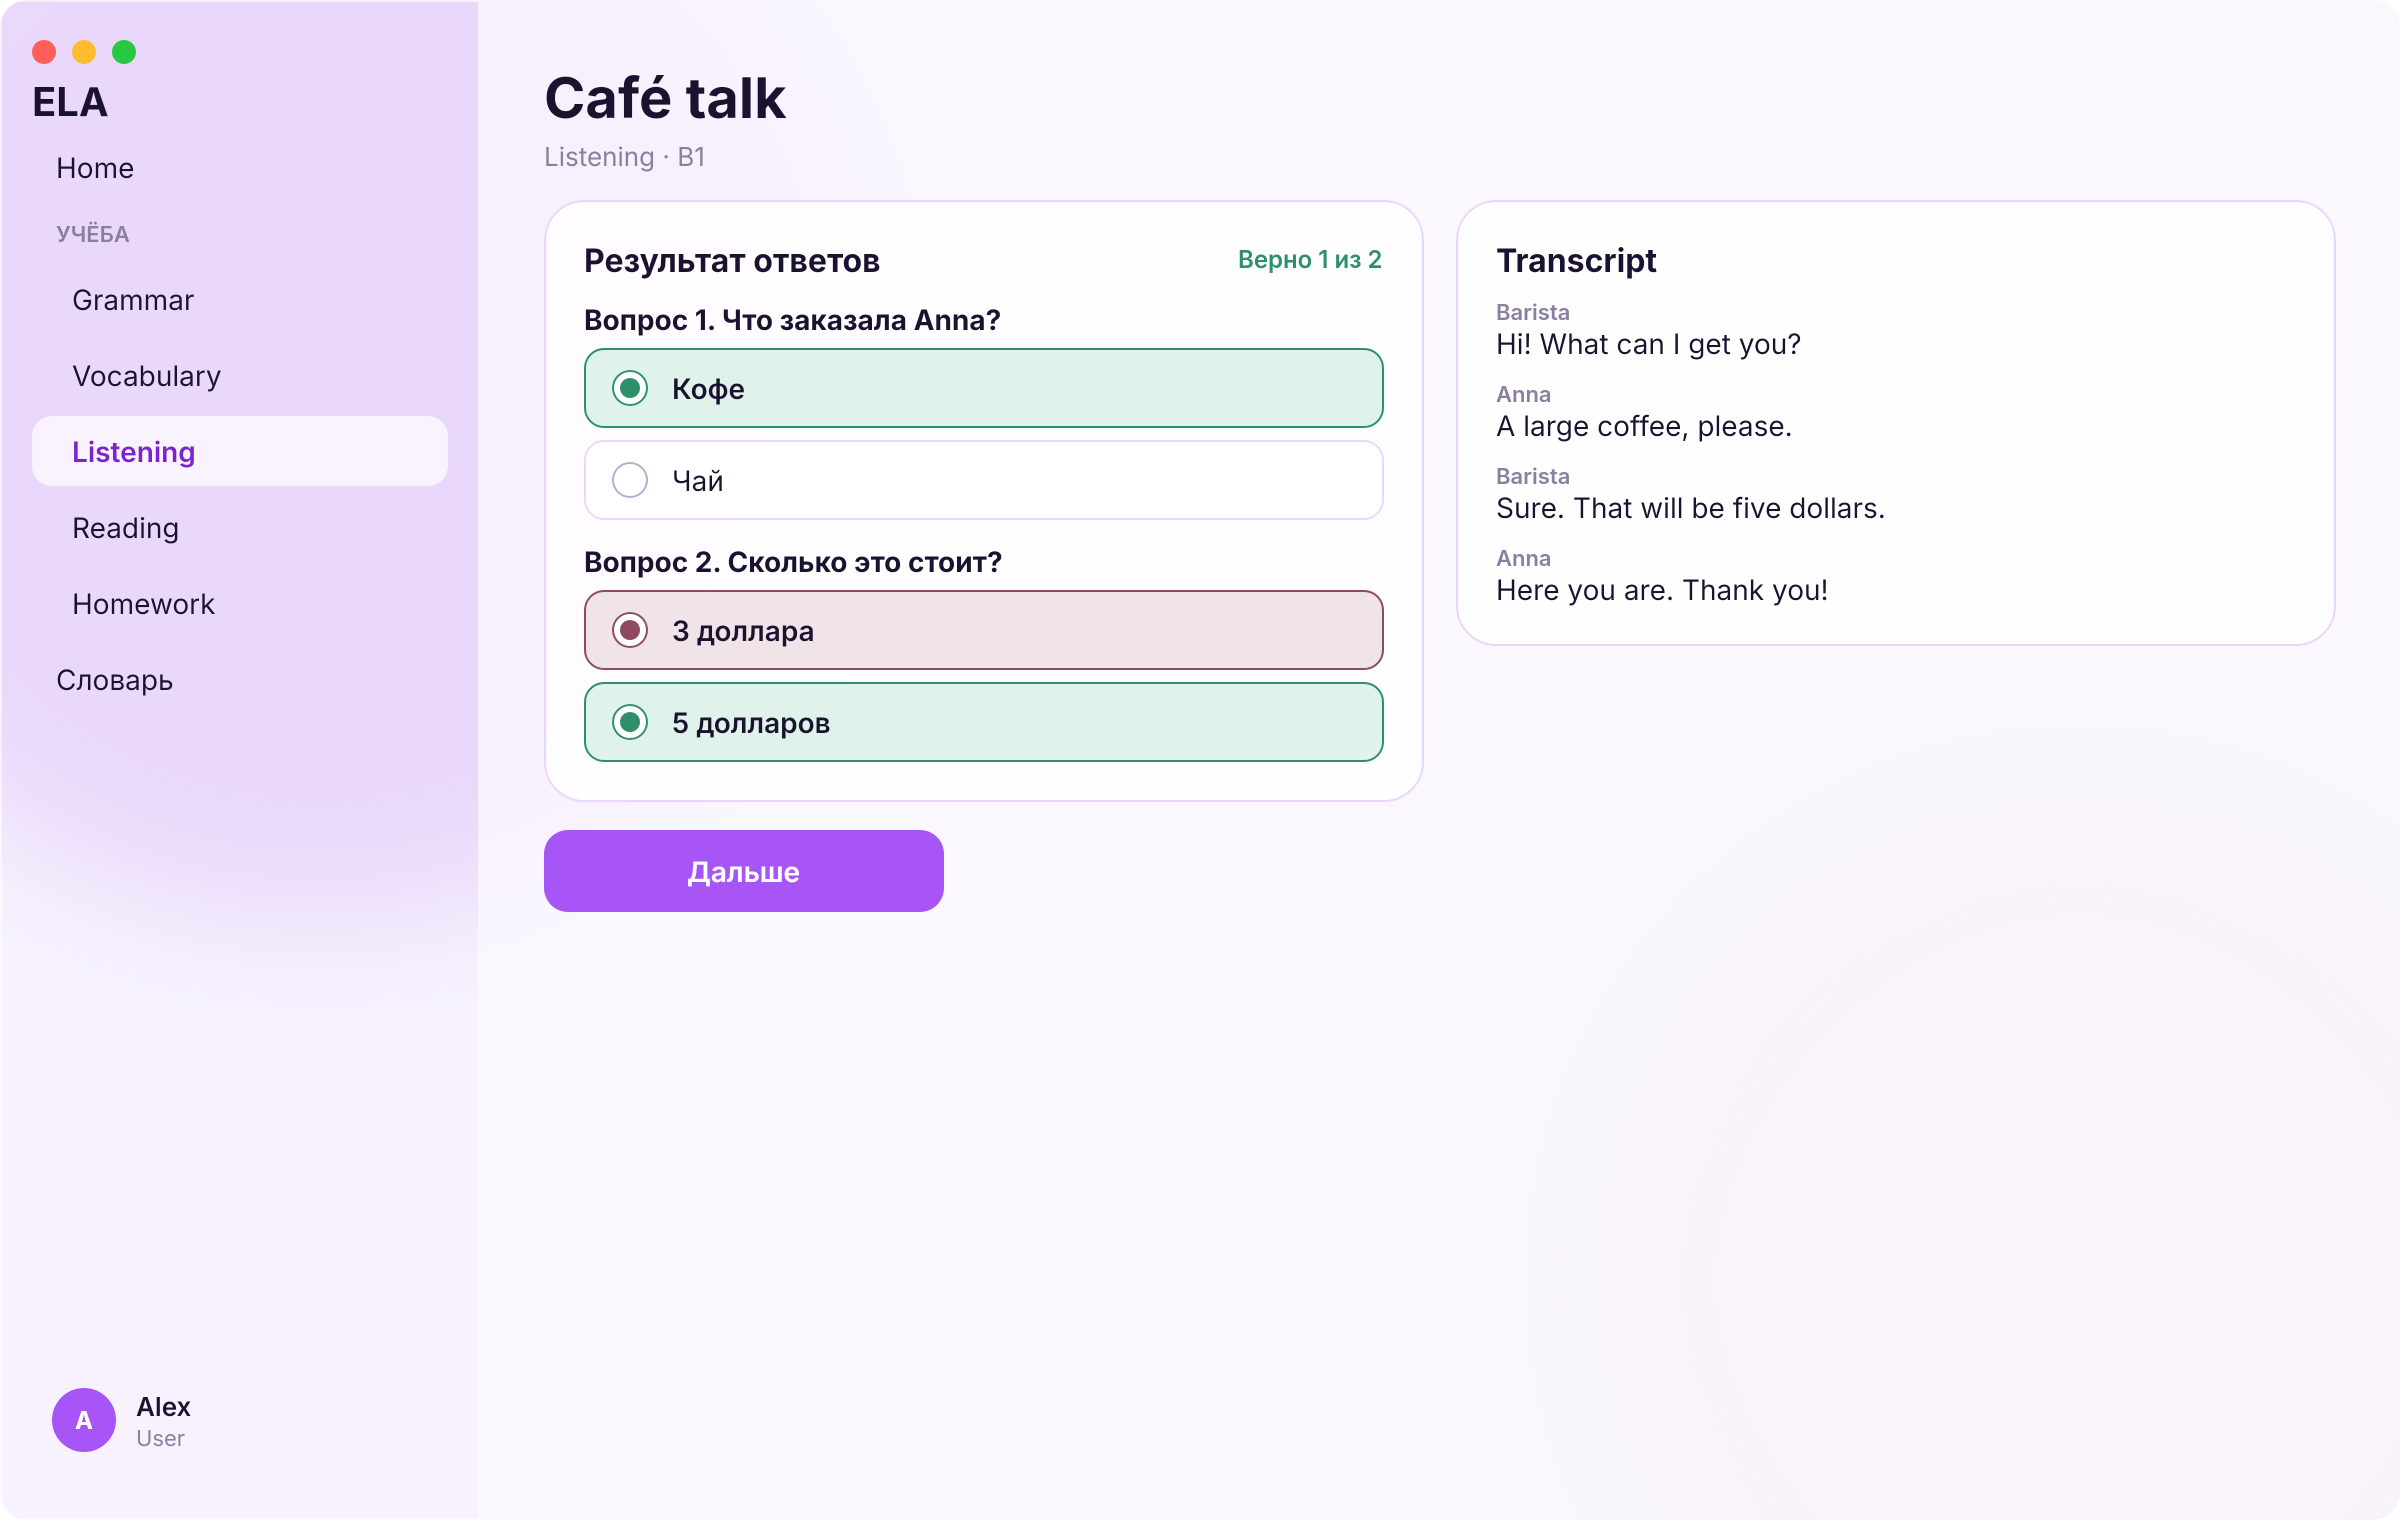 ELA
Home
УЧЁБА
Grammar
Vocabulary
Listening
Reading
Homework
Словарь
A
Alex
User
Café talk
Listening · B1
Результат ответов
Верно 1 из 2
Вопрос 1. Что заказала Anna?
Кофе
Чай
Вопрос 2. Сколько это стоит?
3 доллара
5 долларов
Дальше
Transcript
Barista
Hi! What can I get you?
Anna
A large coffee, please.
Barista
Sure. That will be five dollars.
Anna
Here you are. Thank you!